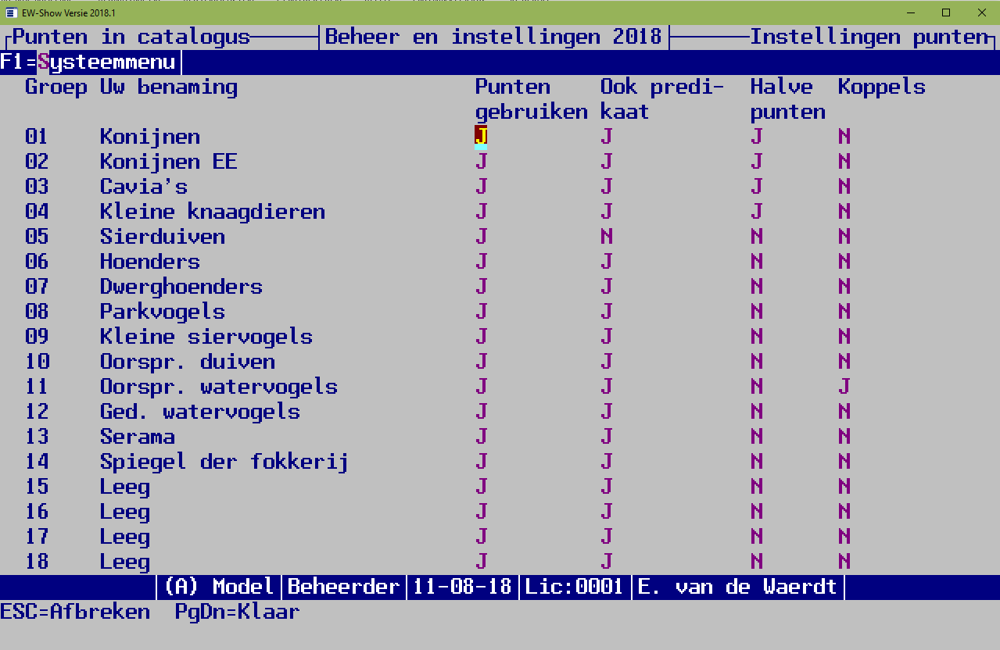 EW-Show Versie 2018.1
Punten in catalogus Beheer en instellingen 2018 Instellingen punten
F1=Systeemmenu
Groep Uw benaming Punten Ook predi- Halve Koppels
gebruiken kaat punten
01 Konijnen J J J N
02 Konijnen EE J J J N
03 Cavia's J J J N
04 Kleine knaagdieren J J J N
05 Sierduiven J N N N
06 Hoenders J J N N
07 Dwerghoenders J J N N
08 Parkvogels J J N N
09 Kleine siervogels J J N N
10 Oorspr. duiven J J N N
11 Oorspr. watervogels J J N J
12 Ged. watervogels J J N N
13 Serama J J N N
14 Spiegel der fokkerij J J N N
15 Leeg J J N N
16 Leeg J J N N
17 Leeg J J N N
18 Leeg J J N N
(A) Model Beheerder 11-08-18 Lic:0001 E. van de Waerdt
ESC=Afbreken PgDn=Klaar